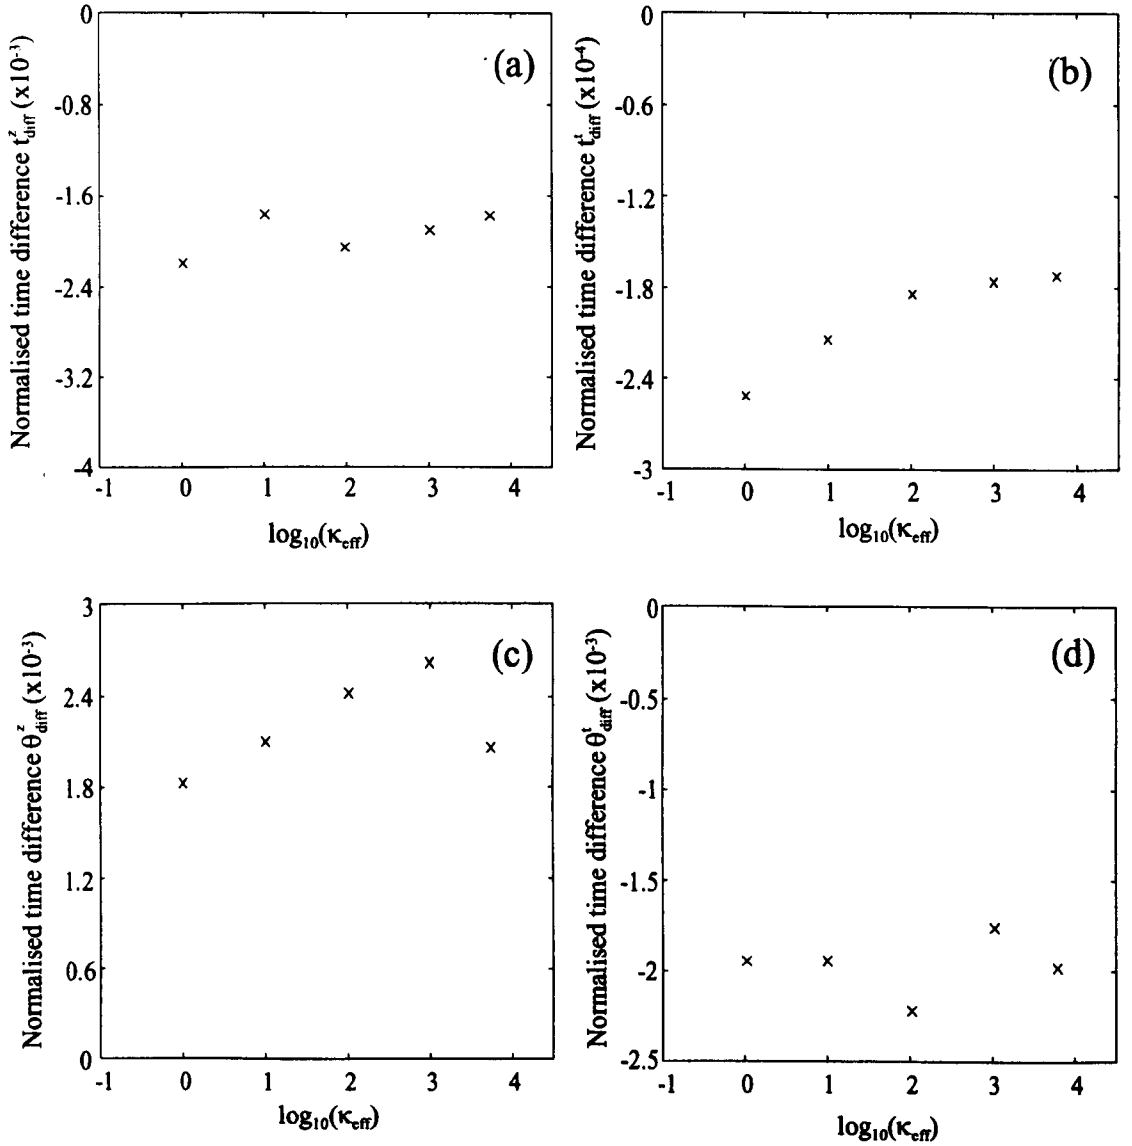 Normalised time difference t^z_diff (x10^-3)
(a)
0
-0.8
-1.6
-2.4
-3.2
-4
-1 0 1 2 3 4
log10(κeff)
Normalised time difference t^t_diff (x10^-4)
(b)
0
-0.6
-1.2
-1.8
-2.4
-3
-1 0 1 2 3 4
log10(κeff)
Normalised time difference θ^z_diff (x10^-3)
(c)
3
2.4
1.8
1.2
0.6
0
-1 0 1 2 3 4
log10(κeff)
Normalised time difference θ^t_diff (x10^-3)
(d)
0
-0.5
-1
-1.5
-2
-2.5
-1 0 1 2 3 4
log10(κeff)